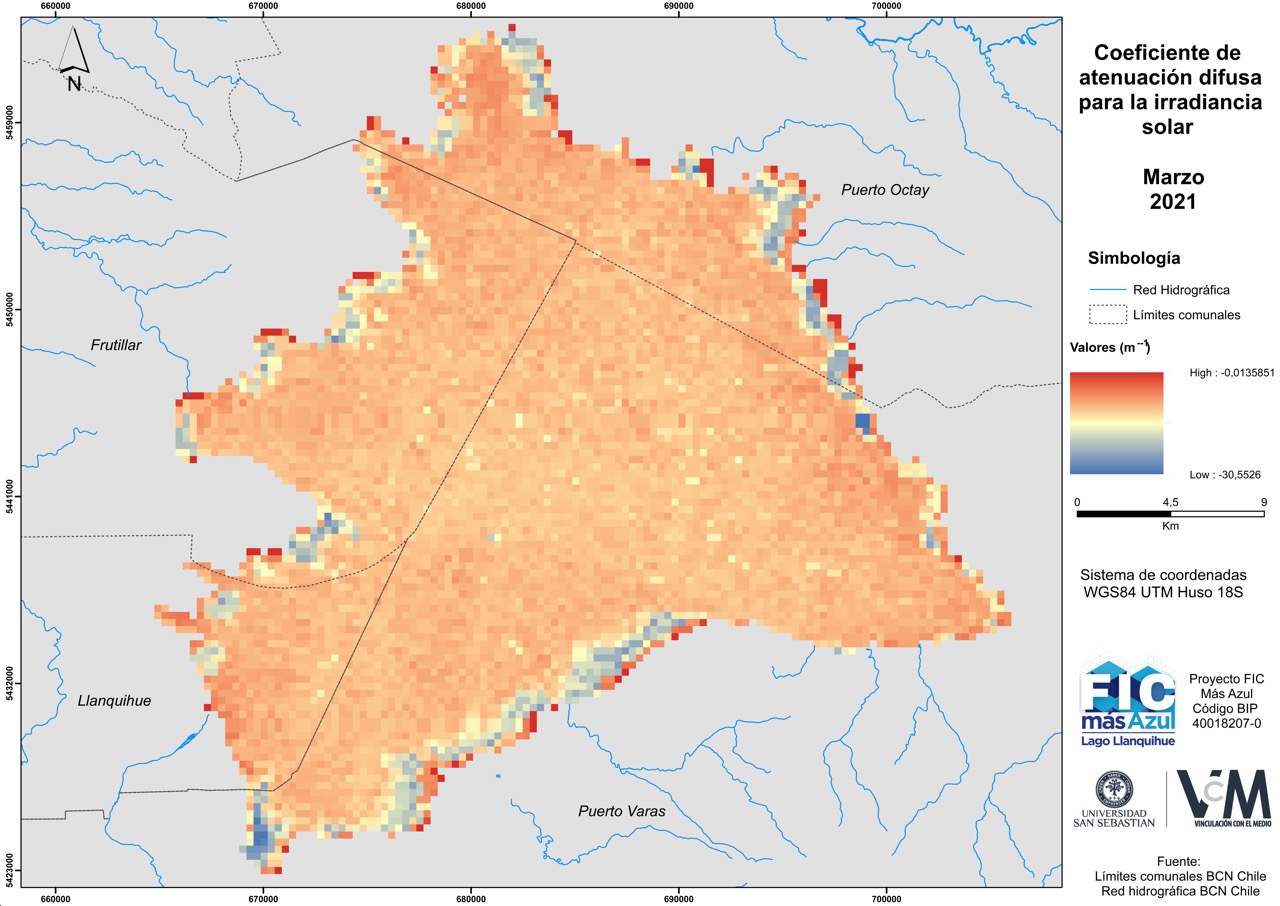 660000 670000 680000 690000 700000
N
5459000
5450000
5441000
5432000
5423000
Puerto Octay
Frutillar
Llanquihue
Puerto Varas
660000 670000 680000 690000 700000
Coeficiente de
atenuación difusa
para la irradiancia
solar
Marzo
2021
Simbología
Red Hidrográfica
Límites comunales
Valores (m⁻¹)
High : -0,0135851
Low : -30,5526
0 4,5 9
Km
Sistema de coordenadas
WGS84 UTM Huso 18S
FIC
más Azul
Lago Llanquihue
Proyecto FIC
Más Azul
Código BIP
40018207-0
UNIVERSIDAD
SAN SEBASTIAN
VcM
VINCULACIÓN CON EL MEDIO
Fuente:
Límites comunales BCN Chile
Red hidrográfica BCN Chile